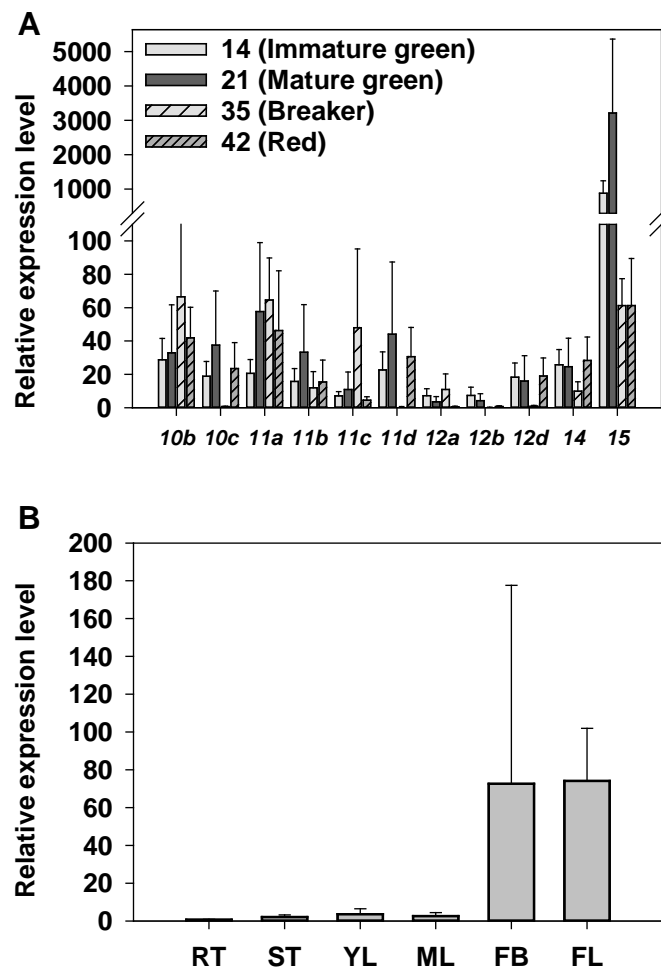 A
Relative expression level
5000
4000
3000
2000
1000
100
80
60
40
20
0
14 (Immature green)
21 (Mature green)
35 (Breaker)
42 (Red)
10b 10c 11a 11b 11c 11d 12a 12b 12d 14 15
B
Relative expression level
200
180
160
140
120
100
80
60
40
20
0
RT ST YL ML FB FL